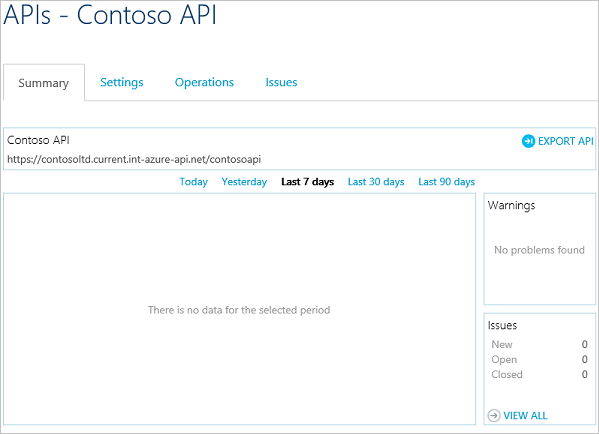 APIs - Contoso API
Summary Settings Operations Issues
Contoso API
EXPORT API
https://contosoltd.current.int-azure-api.net/contosoapi
Today Yesterday Last 7 days Last 30 days Last 90 days
There is no data for the selected period
Warnings
No problems found
Issues
New 0
Open 0
Closed 0
VIEW ALL